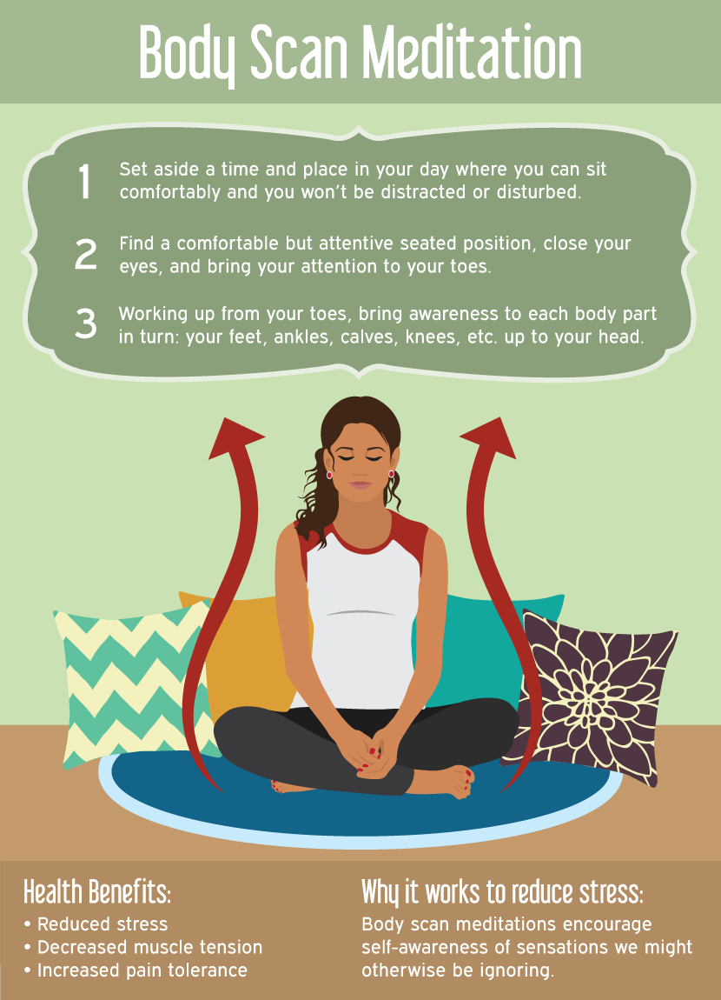 Body Scan Meditation
1 Set aside a time and place in your day where you can sit
comfortably and you won't be distracted or disturbed.
2 Find a comfortable but attentive seated position, close your
eyes, and bring your attention to your toes.
3 Working up from your toes, bring awareness to each body part
in turn: your feet, ankles, calves, knees, etc. up to your head.
Health Benefits:
• Reduced stress
• Decreased muscle tension
• Increased pain tolerance
Why it works to reduce stress:
Body scan meditations encourage
self-awareness of sensations we might
otherwise be ignoring.